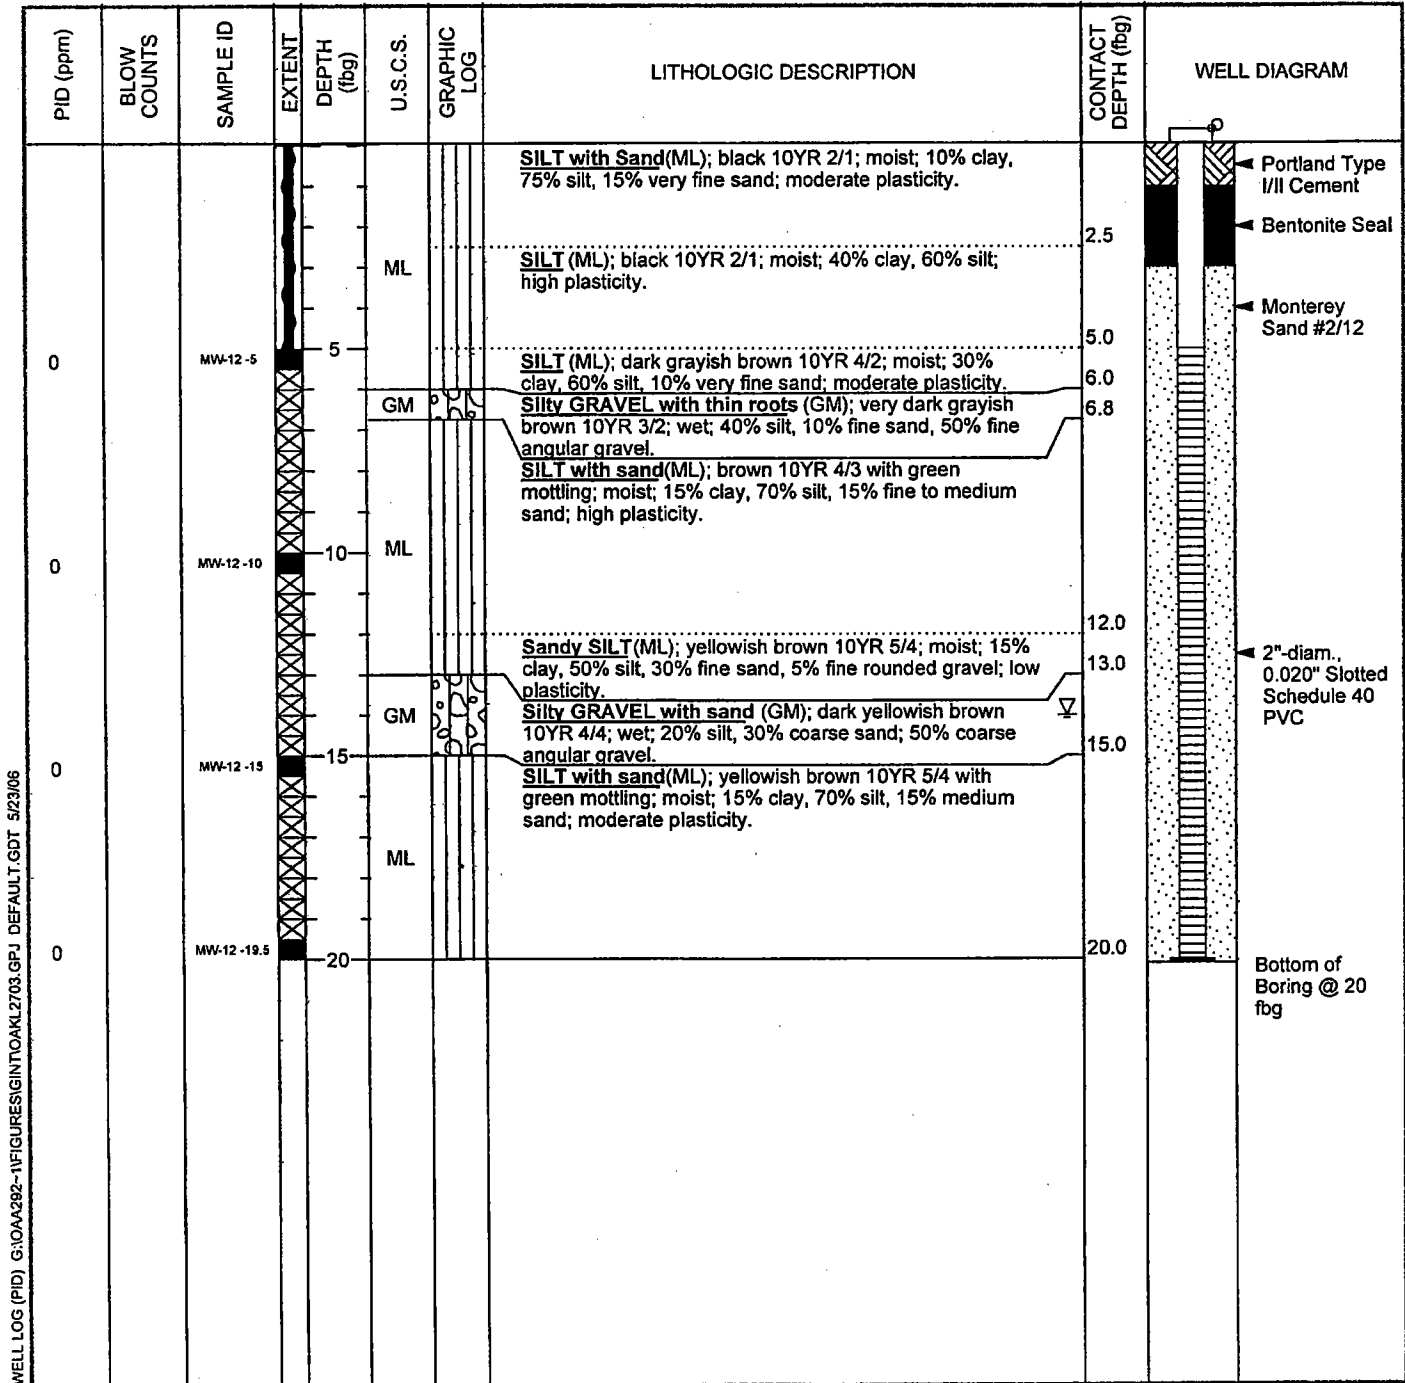 PID (ppm)
BLOW
COUNTS
SAMPLE ID
EXTENT
DEPTH
(fbg)
U.S.C.S.
GRAPHIC
LOG
LITHOLOGIC DESCRIPTION
CONTACT
DEPTH (fbg)
WELL DIAGRAM
SILT with Sand(ML); black 10YR 2/1; moist; 10% clay,
75% silt, 15% very fine sand; moderate plasticity.
Portland Type
I/II Cement
Bentonite Seal
2.5
ML
SILT (ML); black 10YR 2/1; moist; 40% clay, 60% silt;
high plasticity.
Monterey
Sand #2/12
5.0
0
MW-12 -5
5
SILT (ML); dark grayish brown 10YR 4/2; moist; 30%
clay, 60% silt, 10% very fine sand; moderate plasticity.
6.0
GM
Silty GRAVEL with thin roots (GM); very dark grayish
brown 10YR 3/2; wet; 40% silt, 10% fine sand, 50% fine
angular gravel.
6.8
SILT with sand(ML); brown 10YR 4/3 with green
mottling; moist; 15% clay, 70% silt, 15% fine to medium
sand; high plasticity.
0
MW-12 -10
10
ML
12.0
Sandy SILT(ML); yellowish brown 10YR 5/4; moist; 15%
clay, 50% silt, 30% fine sand, 5% fine rounded gravel; low
plasticity.
13.0
2"-diam.,
0.020" Slotted
Schedule 40
PVC
GM
Silty GRAVEL with sand (GM); dark yellowish brown
10YR 4/4; wet; 20% silt, 30% coarse sand; 50% coarse
angular gravel.
15.0
0
MW-12 -15
15
SILT with sand(ML); yellowish brown 10YR 5/4 with
green mottling; moist; 15% clay, 70% silt, 15% medium
sand; moderate plasticity.
ML
0
MW-12 -19.5
20
20.0
Bottom of
Boring @ 20
fbg
WELL LOG (PID) G:\OAA292~1\FIGURES\GINT\OAKL2703.GPJ DEFAULT.GDT 5/23/06